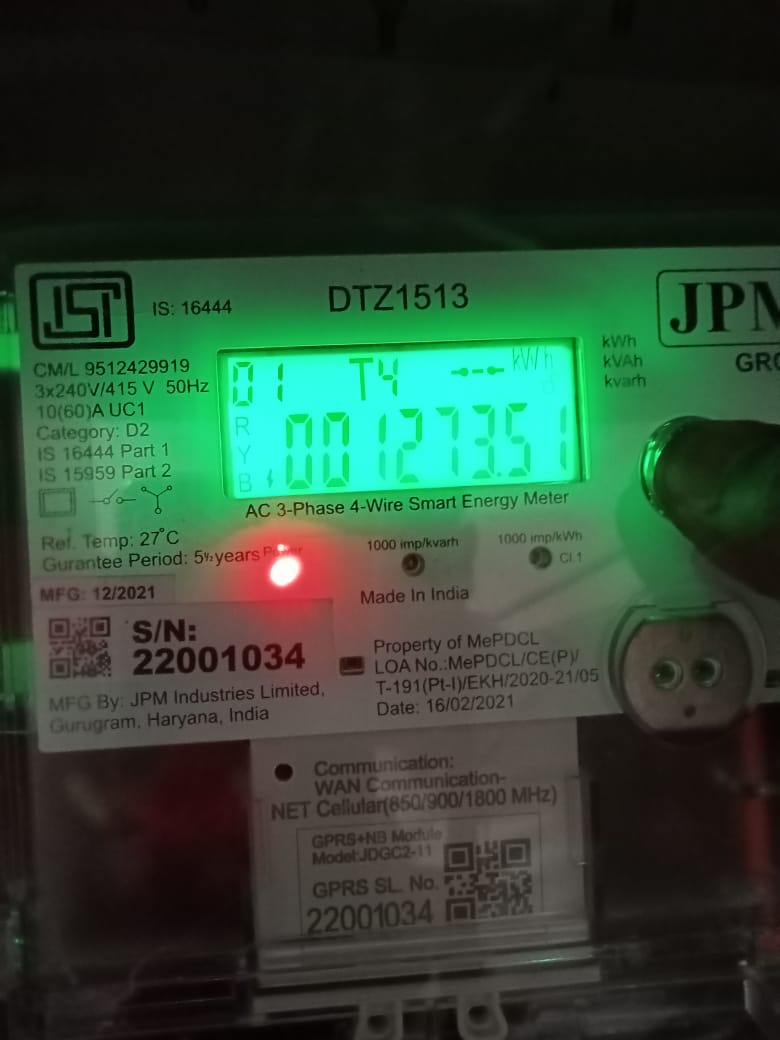 IS: 16444
DTZ1513
JPM
GRO
CM/L 9512429919
3x240V/415 V 50Hz
10(60)A UC1
Category: D2
IS 16444 Part 1
IS 15959 Part 2
01 T4 kWh
R
Y
B
001273.51
kWh
kVAh
kvarh
AC 3-Phase 4-Wire Smart Energy Meter
Ref. Temp: 27°C
Gurantee Period: 5½ years
Power
1000 imp/kvarh
1000 imp/kWh
Cl.1
MFG: 12/2021
Made In India
S/N:
22001034
MFG By: JPM Industries Limited,
Gurugram, Haryana, India
Property of MePDCL
LOA No.:MePDCL/CE(P)/
T-191(Pt-I)/EKH/2020-21/05
Date: 16/02/2021
Communication:
WAN Communication-
NET Cellular(850/900/1800 MHz)
GPRS+NB Module
Model:JDGC2-11
GPRS SL. No.
22001034